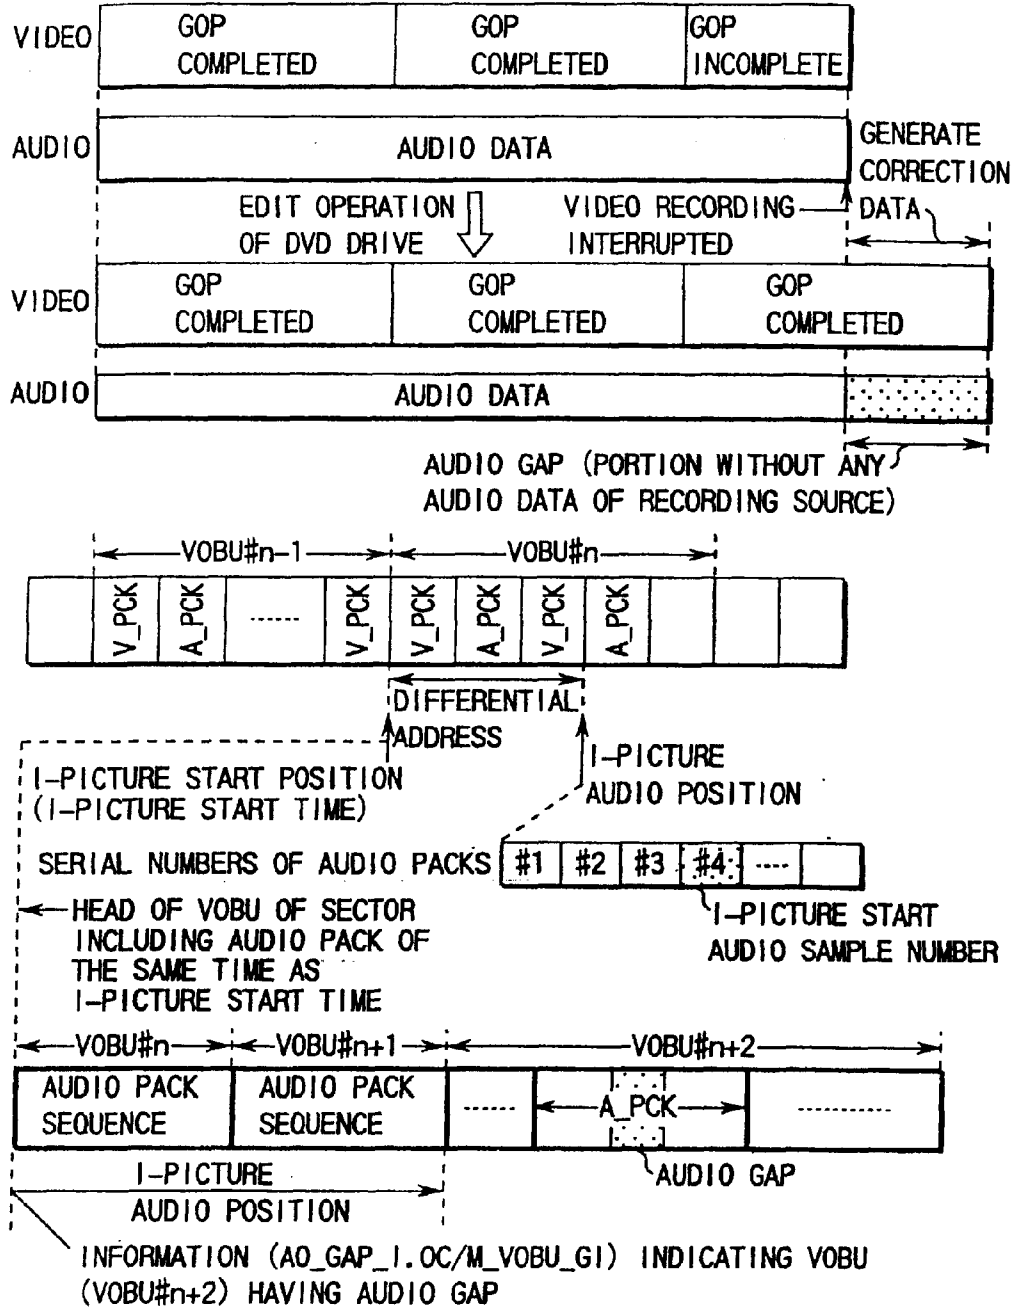 VIDEO
GOP
COMPLETED
GOP
COMPLETED
GOP
INCOMPLETE
AUDIO
AUDIO DATA
GENERATE
CORRECTION
DATA
EDIT OPERATION
OF DVD DRIVE
VIDEO RECORDING
INTERRUPTED
VIDEO
GOP
COMPLETED
GOP
COMPLETED
GOP
COMPLETED
AUDIO
AUDIO DATA
AUDIO GAP (PORTION WITHOUT ANY
AUDIO DATA OF RECORDING SOURCE)
VOBU#n-1
VOBU#n
V_PCK
A_PCK
V_PCK
V_PCK
A_PCK
V_PCK
A_PCK
DIFFERENTIAL
ADDRESS
I-PICTURE START POSITION
(I-PICTURE START TIME)
I-PICTURE
AUDIO POSITION
SERIAL NUMBERS OF AUDIO PACKS
#1 #2 #3 #4
I-PICTURE START
AUDIO SAMPLE NUMBER
HEAD OF VOBU OF SECTOR
INCLUDING AUDIO PACK OF
THE SAME TIME AS
I-PICTURE START TIME
VOBU#n
VOBU#n+1
VOBU#n+2
AUDIO PACK
SEQUENCE
AUDIO PACK
SEQUENCE
A_PCK
AUDIO GAP
I-PICTURE
AUDIO POSITION
INFORMATION (AO_GAP_I.OC/M_VOBU_GI) INDICATING VOBU
(VOBU#n+2) HAVING AUDIO GAP